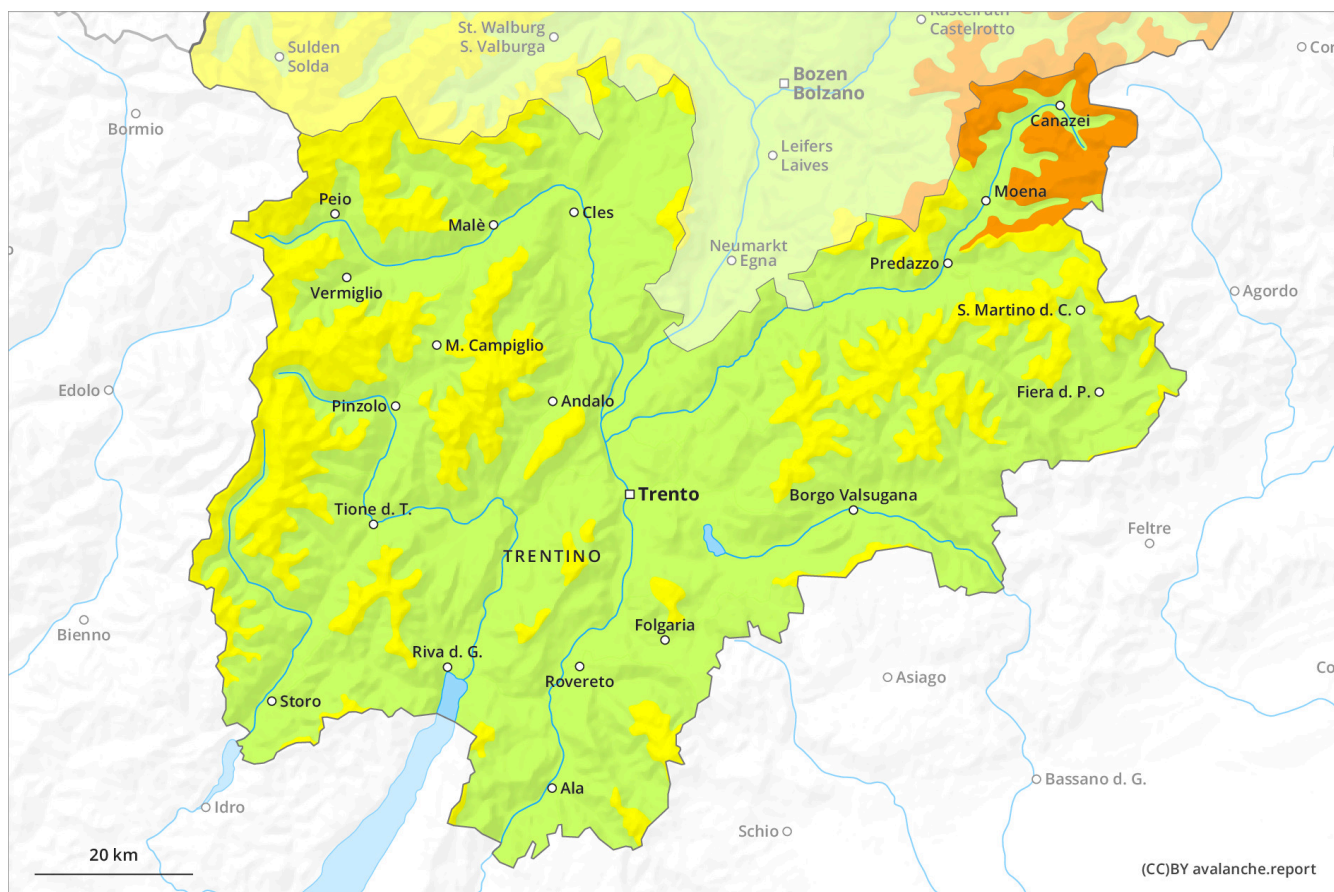 Kastelruth
Castelrotto
St. Walburg
S. Valburga
Sulden
Solda
Bozen
Bolzano
Cor
Bormio
Canazei
Leifers
Laives
Peio
Malè
Cles
Moena
Neumarkt
Egna
Predazzo
Vermiglio
Agordo
S. Martino d. C.
M. Campiglio
Edolo
Pinzolo
Andalo
Fiera d. P.
Trento
Borgo Valsugana
Tione d. T.
Feltre
TRENTINO
Bienno
Folgaria
Riva d. G.
Rovereto
Asiago
Co
Storo
Ala
Bassano d. G.
Idro
Schio
20 km
(CC)BY avalanche.report